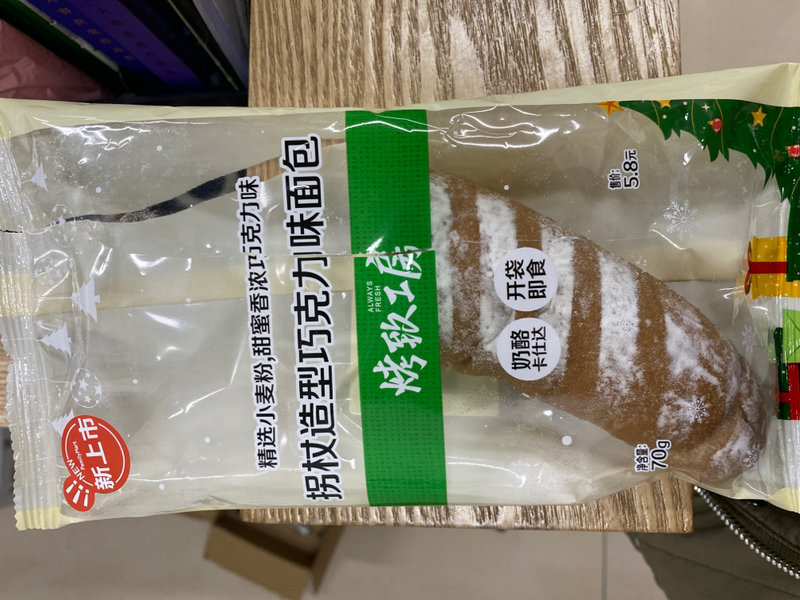 精选小麦粉,甜蜜香浓巧克力味
拐杖造型巧克力味面包
烤致工房
ALWAYS
FRESH
开袋
即食
奶酪
卡仕达
售价:
5.8元
净含量:
70g
NEW
FamilyMart
新上市